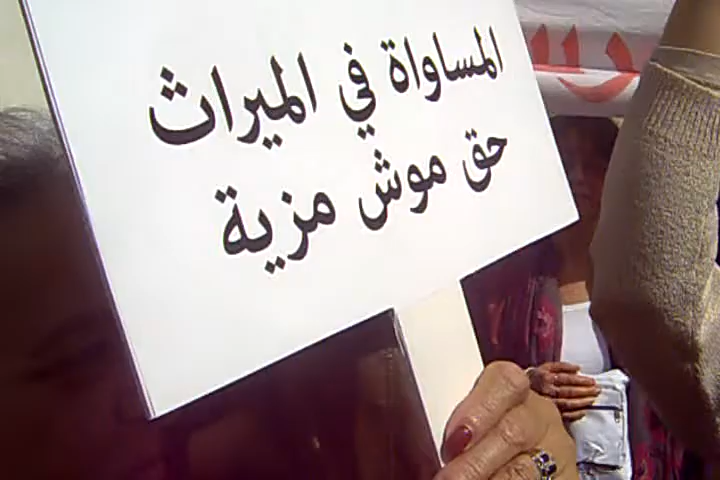 المساواة في الميراث
حق موش مزية